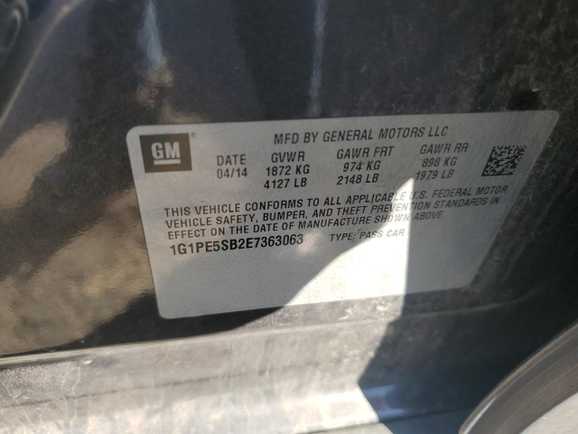 GM
MFD BY GENERAL MOTORS LLC
DATE GVWR GAWR FRT GAWR RR
04/14 1872 KG 974 KG 898 KG
4127 LB 2148 LB 1979 LB
THIS VEHICLE CONFORMS TO ALL APPLICABLE U.S. FEDERAL MOTOR
VEHICLE SAFETY, BUMPER, AND THEFT PREVENTION STANDARDS IN
EFFECT ON THE DATE OF MANUFACTURE SHOWN ABOVE.
1G1PE5SB2E7363063 TYPE: PASS CAR